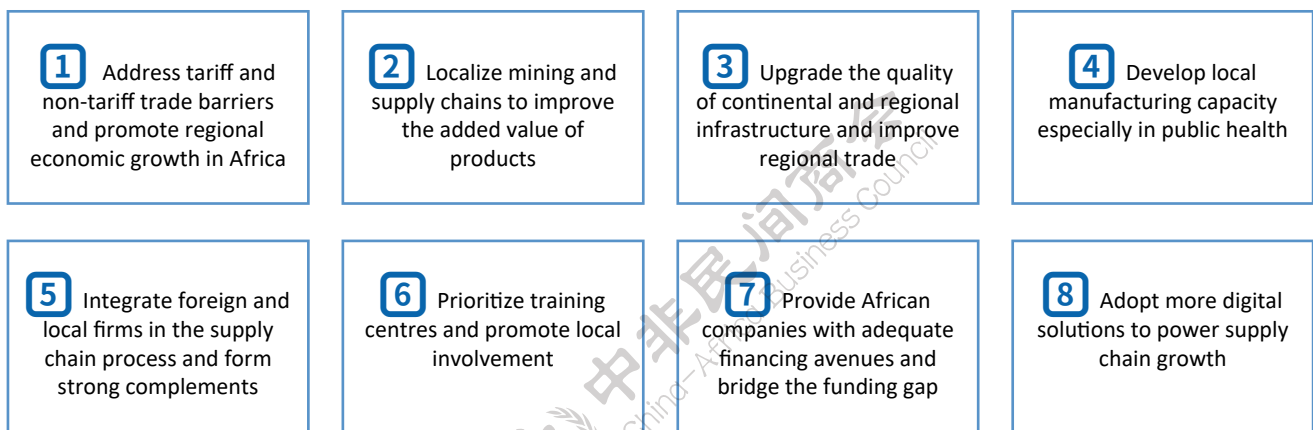 1 Address tariff and
non-tariff trade barriers
and promote regional
economic growth in Africa
2 Localize mining and
supply chains to improve
the added value of
products
3 Upgrade the quality
of continental and regional
infrastructure and improve
regional trade
4 Develop local
manufacturing capacity
especially in public health
5 Integrate foreign and
local firms in the supply
chain process and form
strong complements
6 Prioritize training
centres and promote local
involvement
7 Provide African
companies with adequate
financing avenues and
bridge the funding gap
8 Adopt more digital
solutions to power supply
chain growth
中非民间商会
China-Africa Business Council